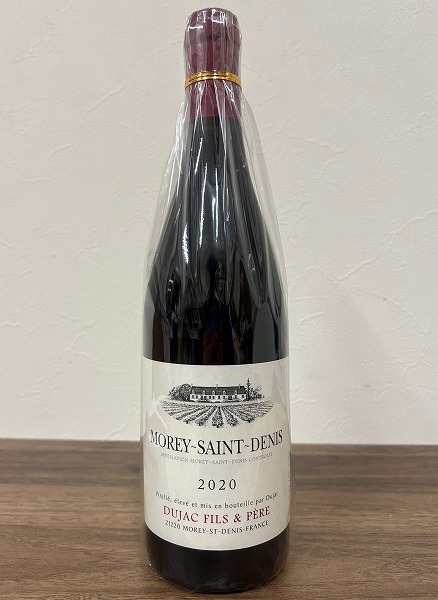 MOREY~SAINT~DENIS
APPELLATION MOREY~SAINT~DENIS CONTRÔLÉE
2020
Vinifié, élevé et mis en bouteille par Dujac
DUJAC FILS & PÈRE
21220 MOREY-ST-DENIS-FRANCE